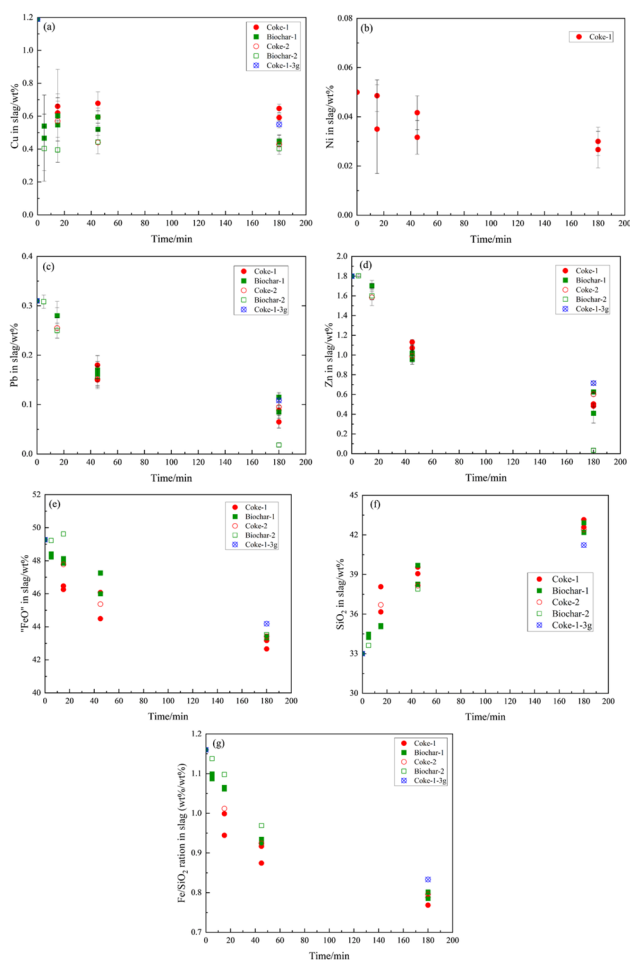 (a)
Coke-1
Biochar-1
Coke-2
Biochar-2
Coke-1-3g
Cu in slag/wt%
1.2
1.0
0.8
0.6
0.4
0.2
0.0
0 20 40 60 80 100 120 140 160 180 200
Time/min
(b)
Coke-1
Ni in slag/wt%
0.08
0.06
0.04
0.02
0.00
0 20 40 60 80 100 120 140 160 180 200
Time/min
(c)
Coke-1
Biochar-1
Coke-2
Biochar-2
Coke-1-3g
Pb in slag/wt%
0.4
0.3
0.2
0.1
0.0
0 20 40 60 80 100 120 140 160 180 200
Time/min
(d)
Coke-1
Biochar-1
Coke-2
Biochar-2
Coke-1-3g
Zn in slag/wt%
2.0
1.8
1.6
1.4
1.2
1.0
0.8
0.6
0.4
0.2
0.0
0 20 40 60 80 100 120 140 160 180 200
Time/min
(e)
Coke-1
Biochar-1
Coke-2
Biochar-2
Coke-1-3g
"FeO" in slag/wt%
52
50
48
46
44
42
40
0 20 40 60 80 100 120 140 160 180 200
Time/min
(f)
Coke-1
Biochar-1
Coke-2
Biochar-2
Coke-1-3g
SiO₂ in slag/wt%
45
42
39
36
33
30
0 20 40 60 80 100 120 140 160 180 200
Time/min
(g)
Coke-1
Biochar-1
Coke-2
Biochar-2
Coke-1-3g
Fe/SiO₂ ration in slag (wt%/wt%)
1.2
1.1
1.0
0.9
0.8
0.7
0 20 40 60 80 100 120 140 160 180 200
Time/min